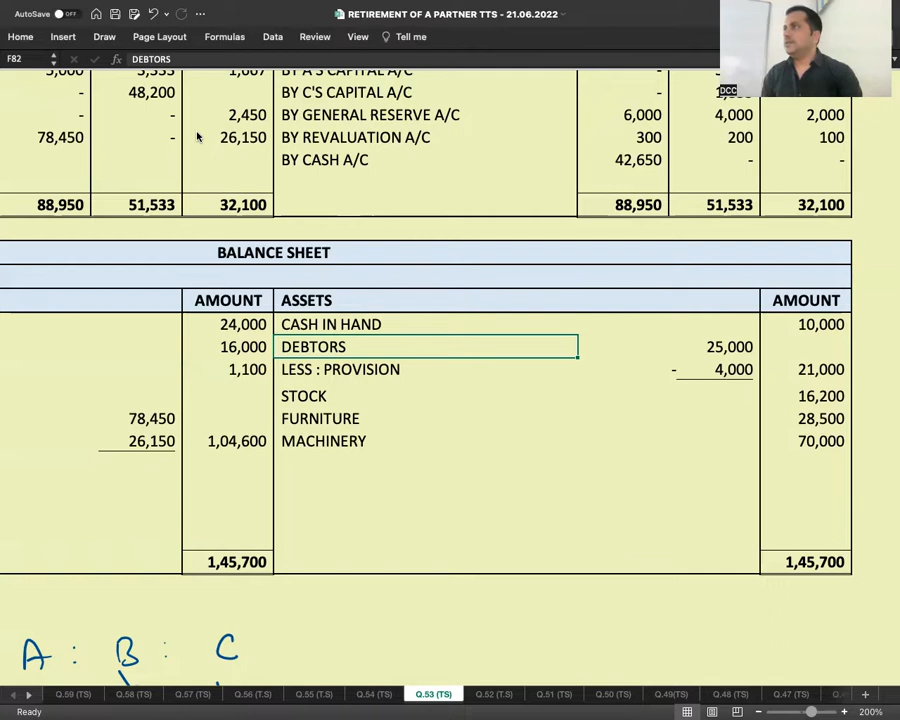 AutoSave OFF RETIREMENT OF A PARTNER TTS - 21.06.2022
Home Insert Draw Page Layout Formulas Data Review View Tell me
F82 fx DEBTORS
5,000 3,333 1,667 BY A'S CAPITAL A/C -
- 48,200 BY C'S CAPITAL A/C -
DCC
- - 2,450 BY GENERAL RESERVE A/C 6,000 4,000 2,000
78,450 - 26,150 BY REVALUATION A/C 300 200 100
BY CASH A/C 42,650 - -
88,950 51,533 32,100 88,950 51,533 32,100
BALANCE SHEET
AMOUNT ASSETS AMOUNT
24,000 CASH IN HAND 10,000
16,000 DEBTORS 25,000
1,100 LESS : PROVISION - 4,000 21,000
STOCK 16,200
78,450 FURNITURE 28,500
26,150 1,04,600 MACHINERY 70,000
1,45,700 1,45,700
A : B : C
Q.59 (TS) Q.58 (TS) Q.57 (TS) Q.56 (T.S) Q.55 (T.S) Q.54 (TS) Q.53 (TS) Q.52 (T.S) Q.51 (TS) Q.50 (TS) Q.49(TS) Q.48 (TS) Q.47 (TS)
Ready 200%